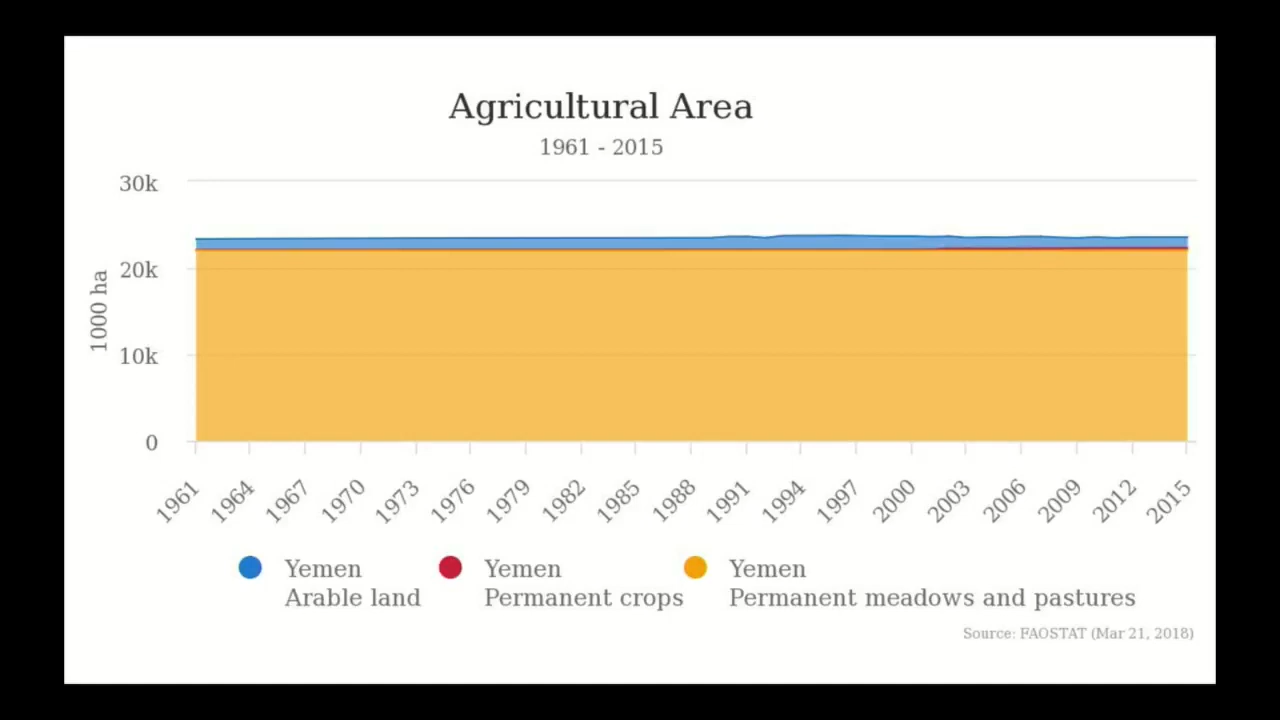 Agricultural Area
1961 - 2015
30k
20k
10k
0
1000 ha
1961
1964
1967
1970
1973
1976
1979
1982
1985
1988
1991
1994
1997
2000
2003
2006
2009
2012
2015
Yemen
Arable land
Yemen
Permanent crops
Yemen
Permanent meadows and pastures
Source: FAOSTAT (Mar 21, 2018)